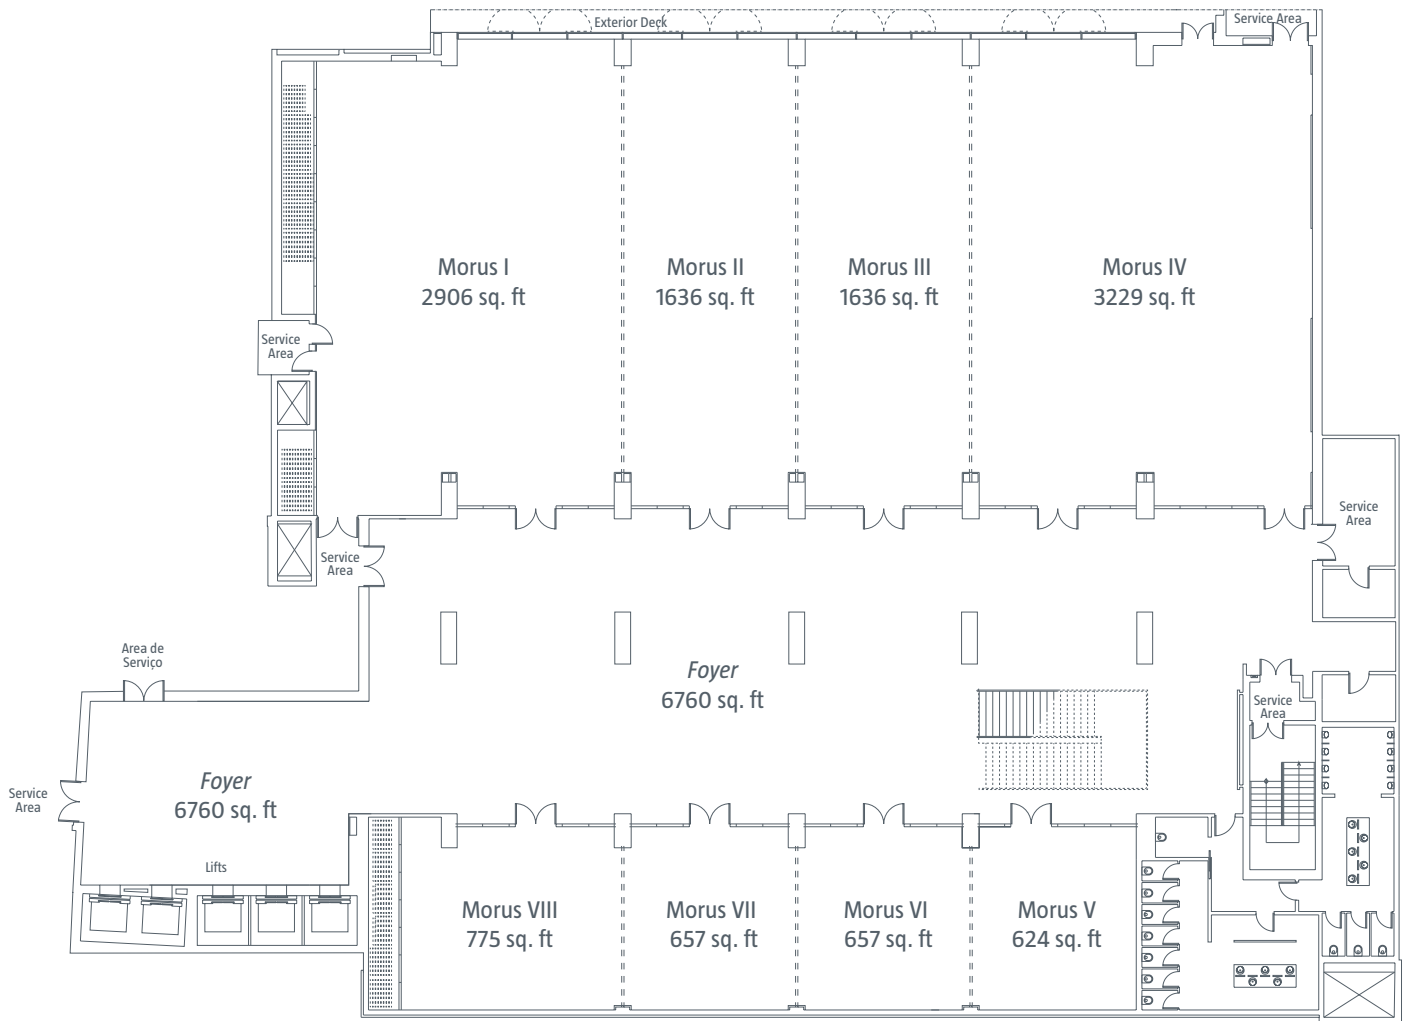 Exterior Deck
Service Area
Morus I
2906 sq. ft
Morus II
1636 sq. ft
Morus III
1636 sq. ft
Morus IV
3229 sq. ft
Service
Area
Service
Area
Service
Area
Area de
Serviço
Foyer
6760 sq. ft
Service
Area
Foyer
6760 sq. ft
Service
Area
Lifts
Morus VIII
775 sq. ft
Morus VII
657 sq. ft
Morus VI
657 sq. ft
Morus V
624 sq. ft